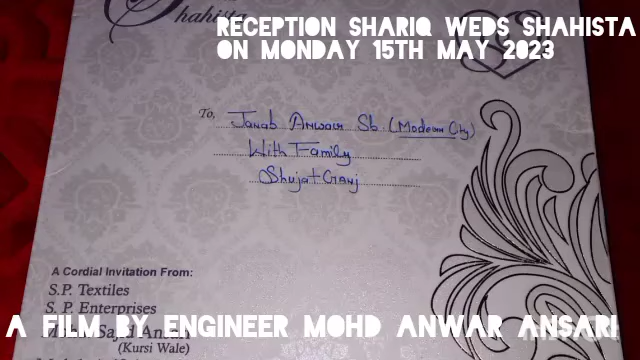 Shahista
RECEPTION SHARIQ WEDS SHAHISTA
ON MONDAY 15TH MAY 2023
To, Janab Anwar Sb. (Modern City)
With Family
Shujat Ganj
A Cordial Invitation From:
S.P. Textiles
S. P. Enterprises
A FILM BY ENGINEER MOHD ANWAR ANSARI
(Kursi Wale)